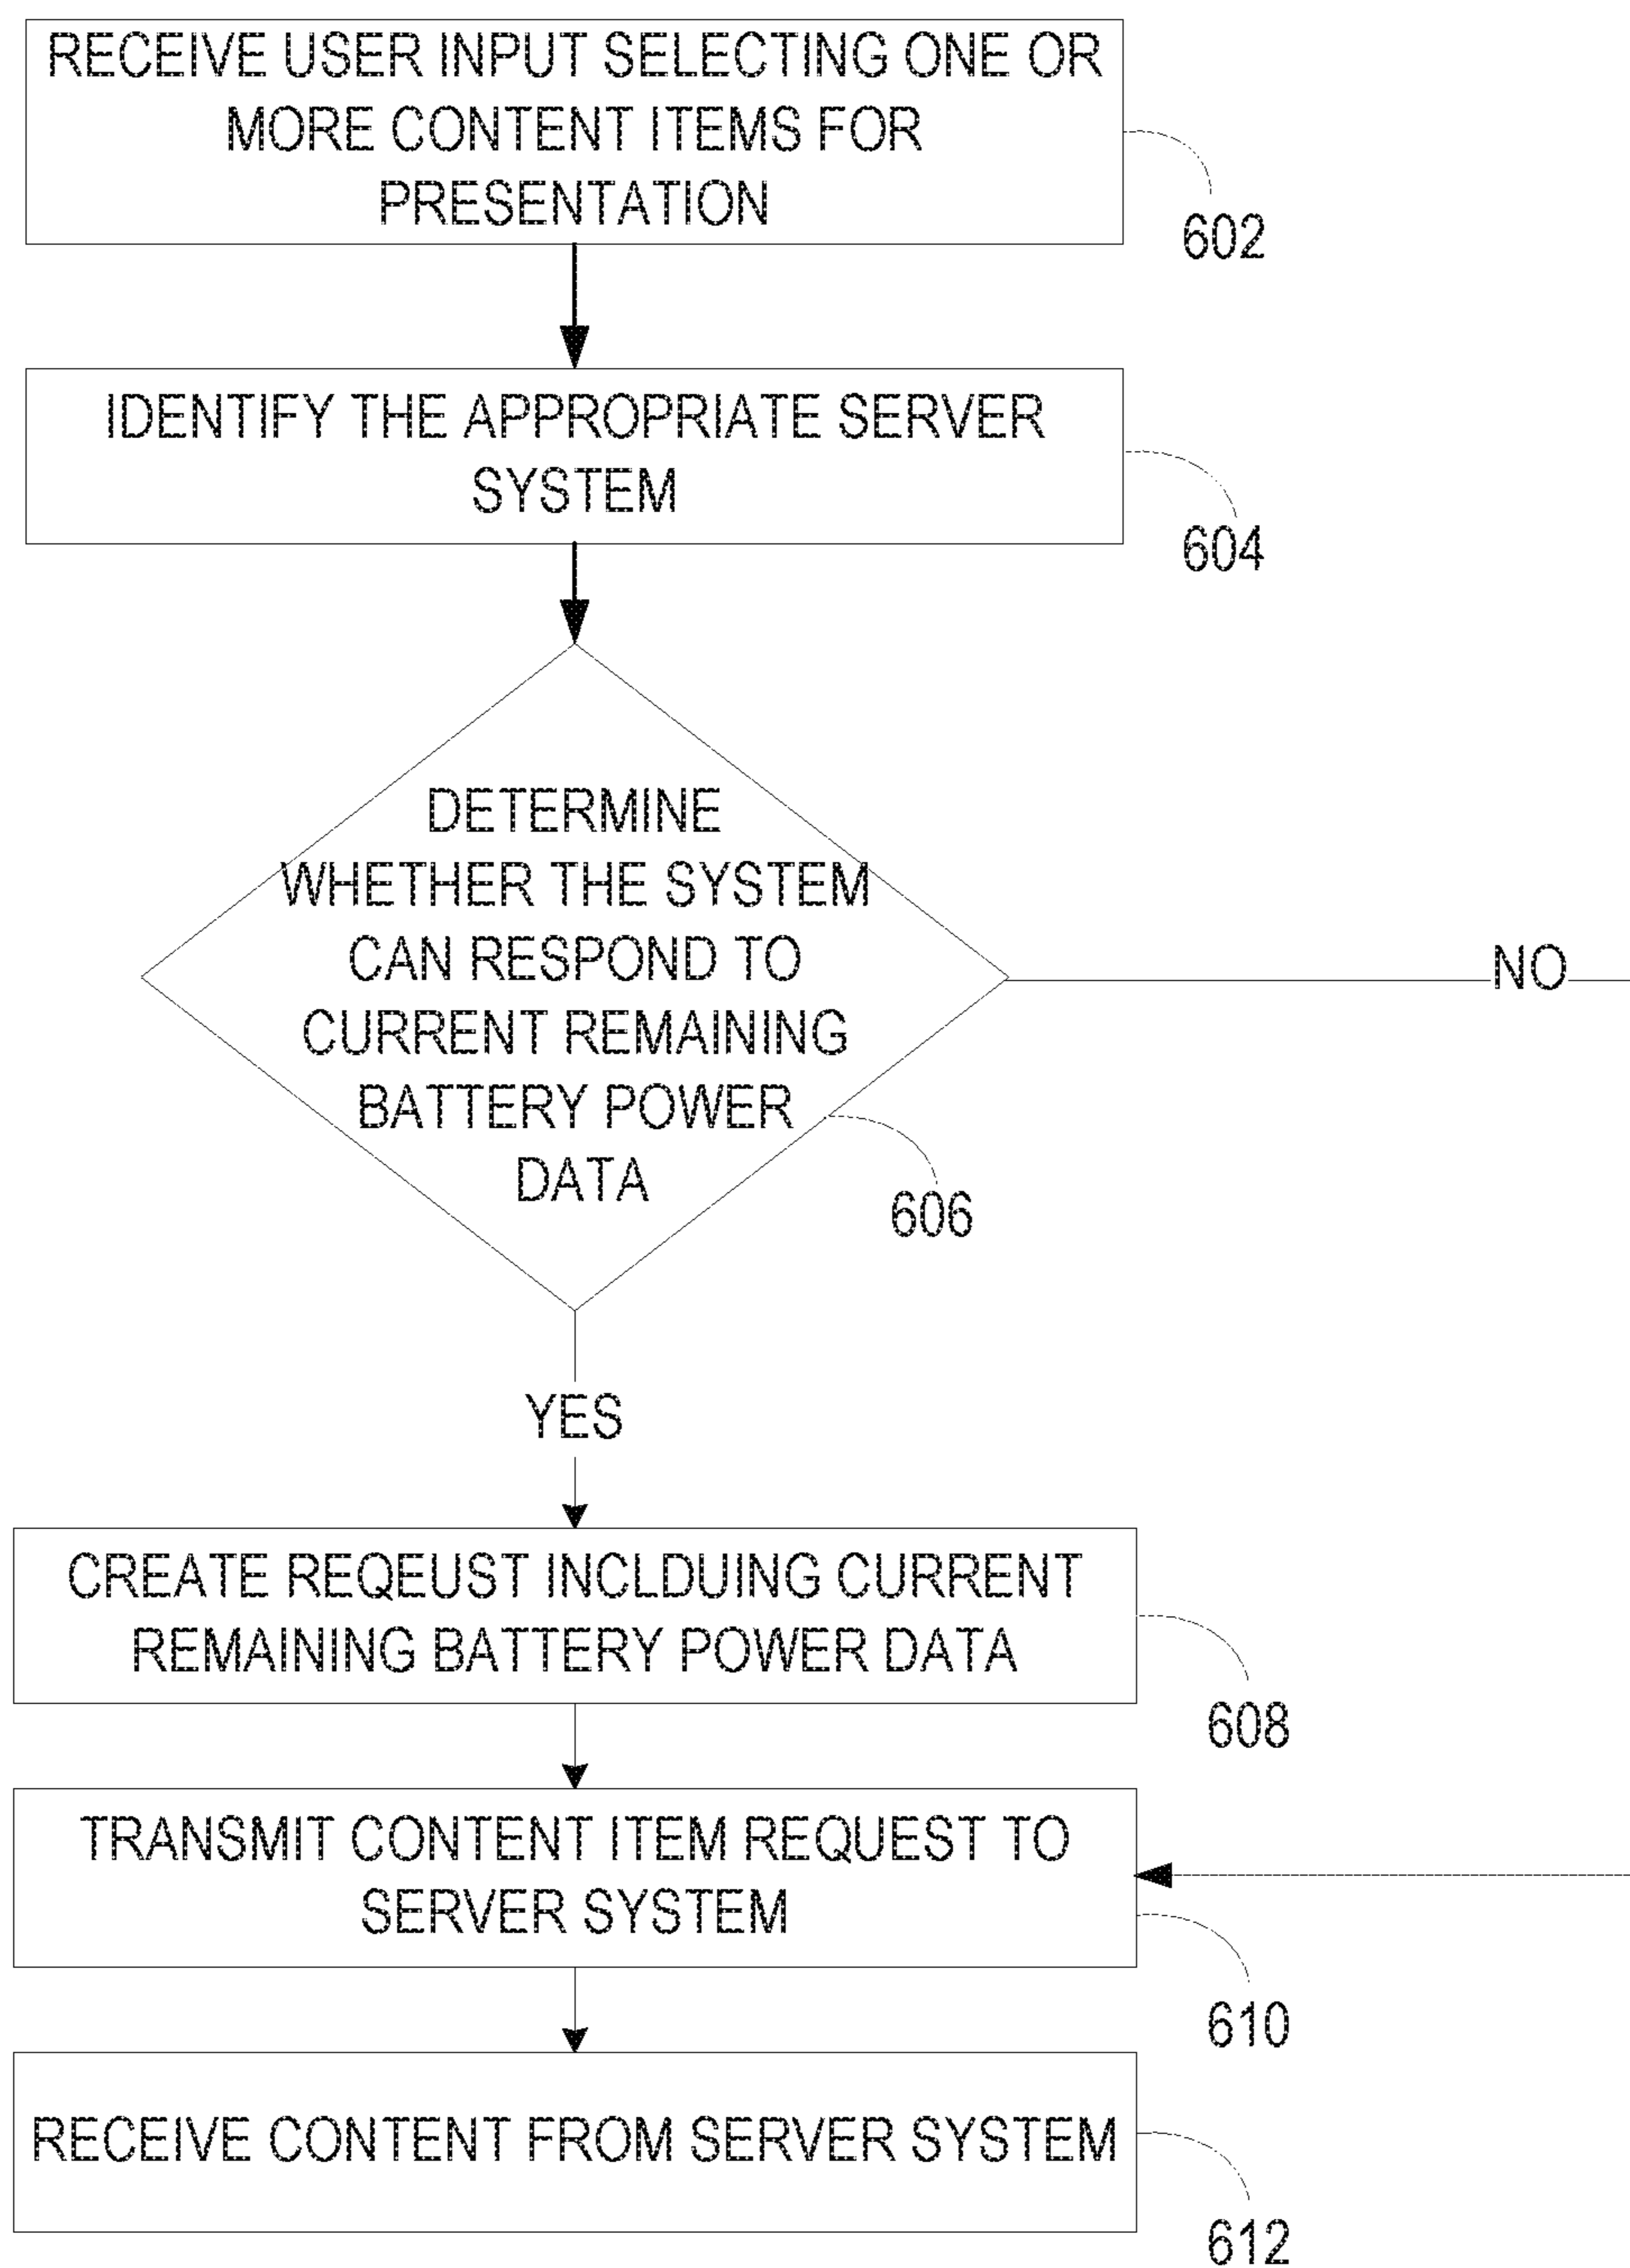 RECEIVE USER INPUT SELECTING ONE OR
MORE CONTENT ITEMS FOR
PRESENTATION
602
IDENTIFY THE APPROPRIATE SERVER
SYSTEM
604
DETERMINE
WHETHER THE SYSTEM
CAN RESPOND TO
CURRENT REMAINING
BATTERY POWER
DATA
606
NO
YES
CREATE REQEUST INCLDUING CURRENT
REMAINING BATTERY POWER DATA
608
TRANSMIT CONTENT ITEM REQUEST TO
SERVER SYSTEM
610
RECEIVE CONTENT FROM SERVER SYSTEM
612